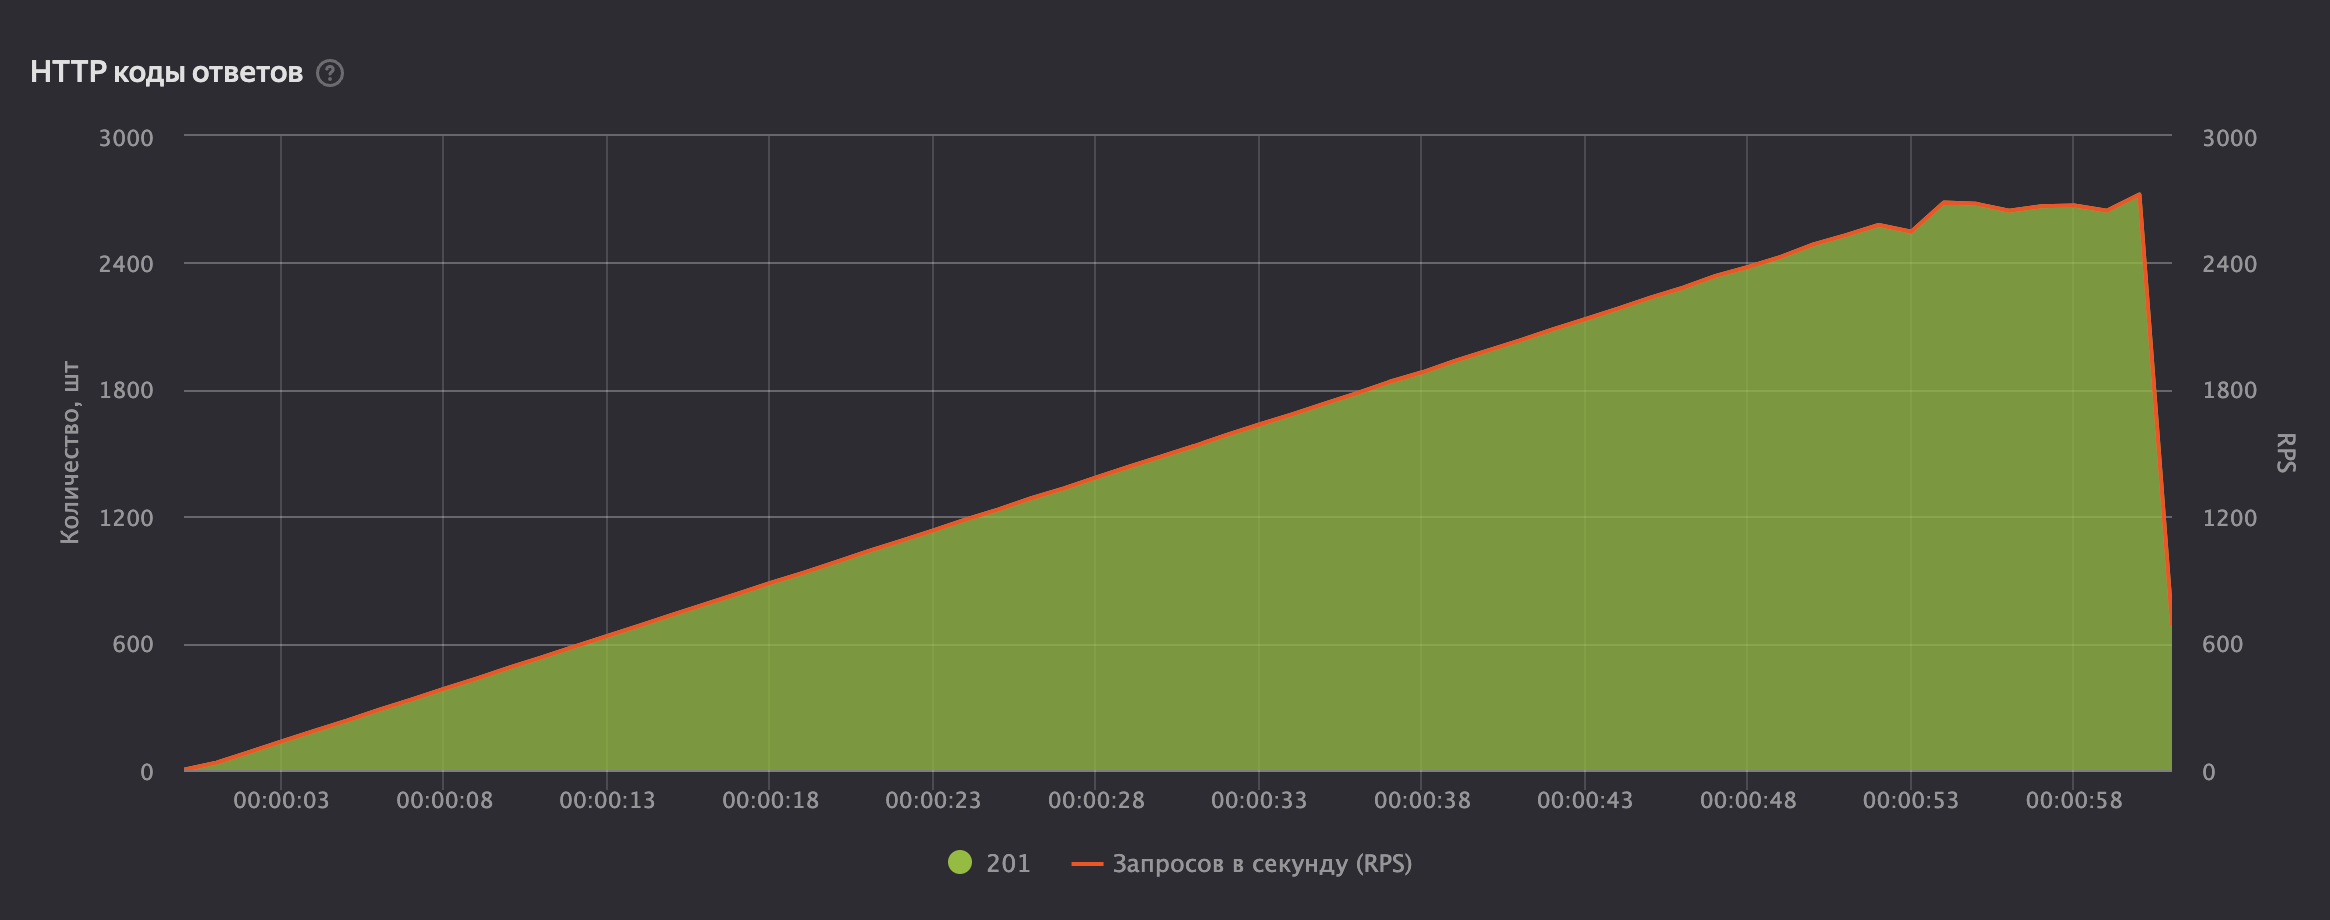 HTTP коды ответов ?
3000 3000
2400 2400
1800 1800
1200 1200
600 600
0 0
Количество, шт
RPS
00:00:03 00:00:08 00:00:13 00:00:18 00:00:23 00:00:28 00:00:33 00:00:38 00:00:43 00:00:48 00:00:53 00:00:58
201 Запросов в секунду (RPS)